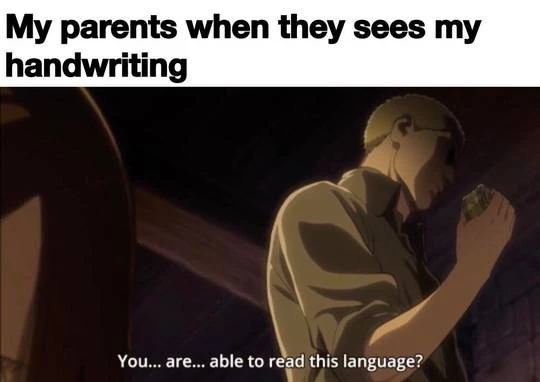 My parents when they sees my
handwriting
You... are... able to read this language?